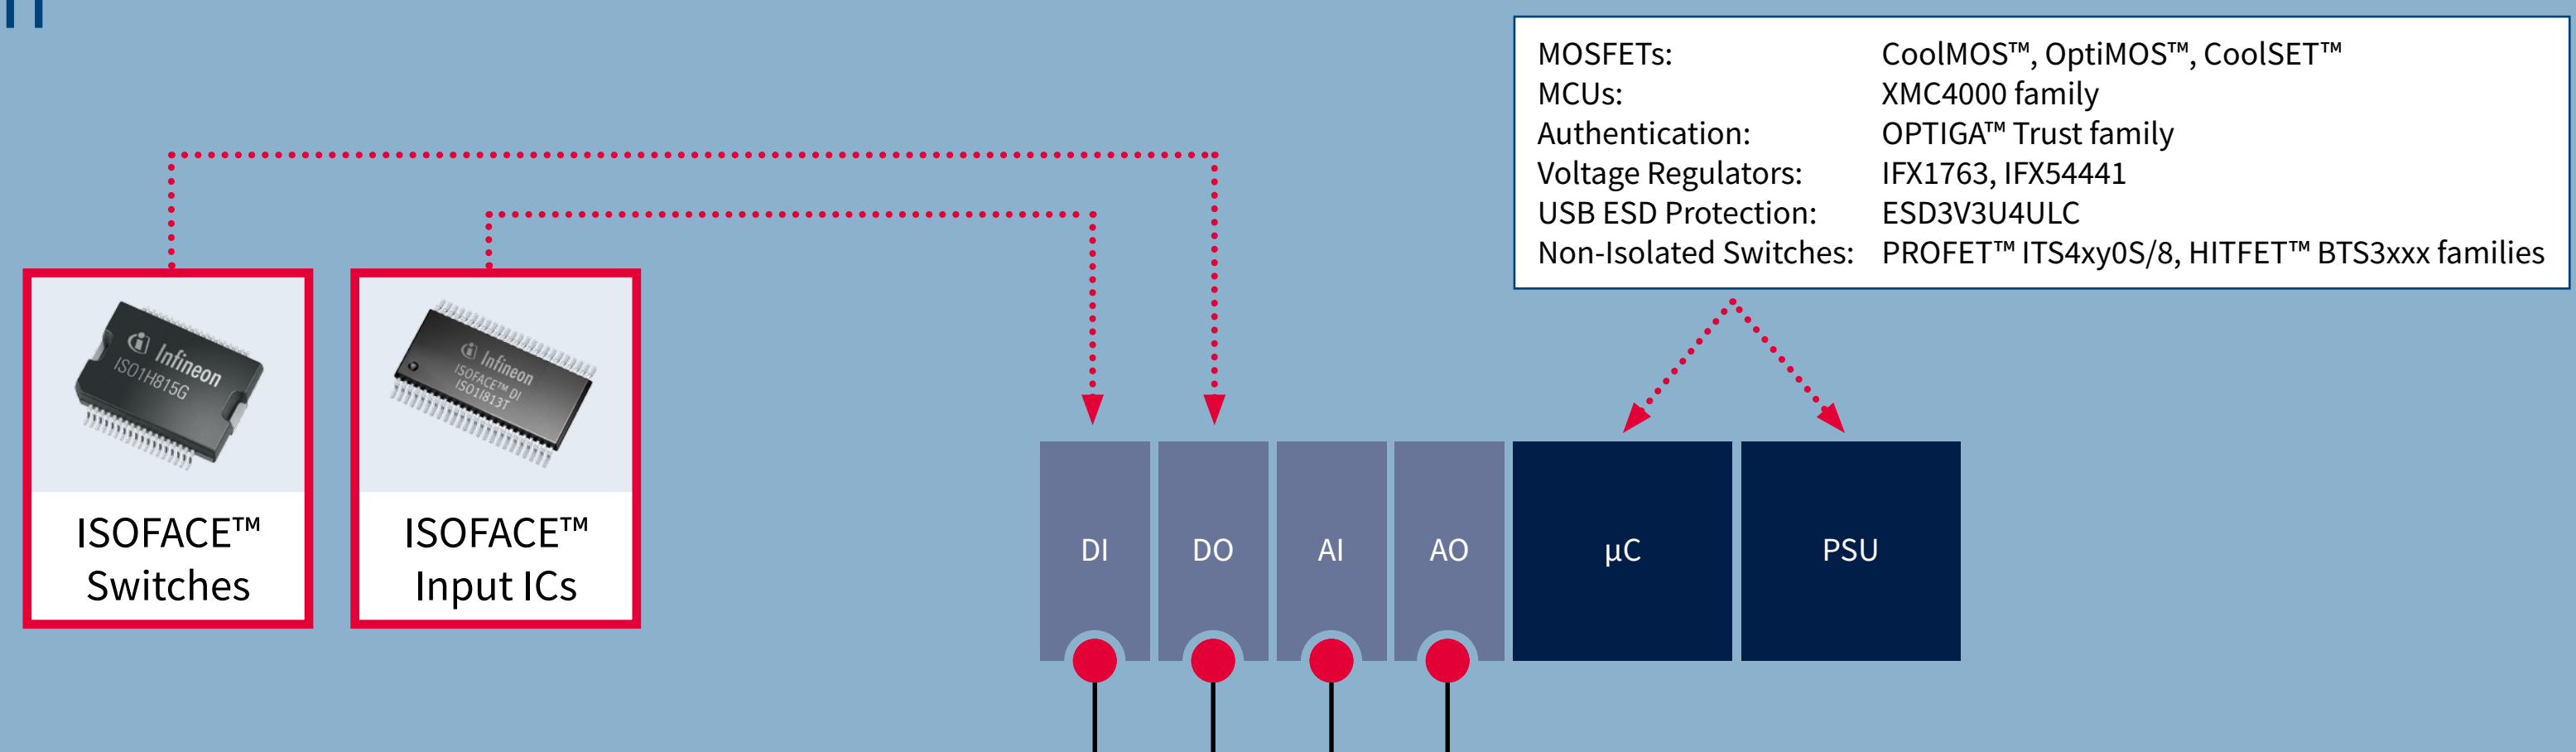 MOSFETs: CoolMOS™, OptiMOS™, CoolSET™
MCUs: XMC4000 family
Authentication: OPTIGA™ Trust family
Voltage Regulators: IFX1763, IFX54441
USB ESD Protection: ESD3V3U4ULC
Non-Isolated Switches: PROFET™ ITS4xy0S/8, HITFET™ BTS3xxx families
Infineon
ISO1H815G
ISOFACE™
Switches
Infineon
ISOFACE™ DI
ISO1I813T
ISOFACE™
Input ICs
DI
DO
AI
AO
µC
PSU